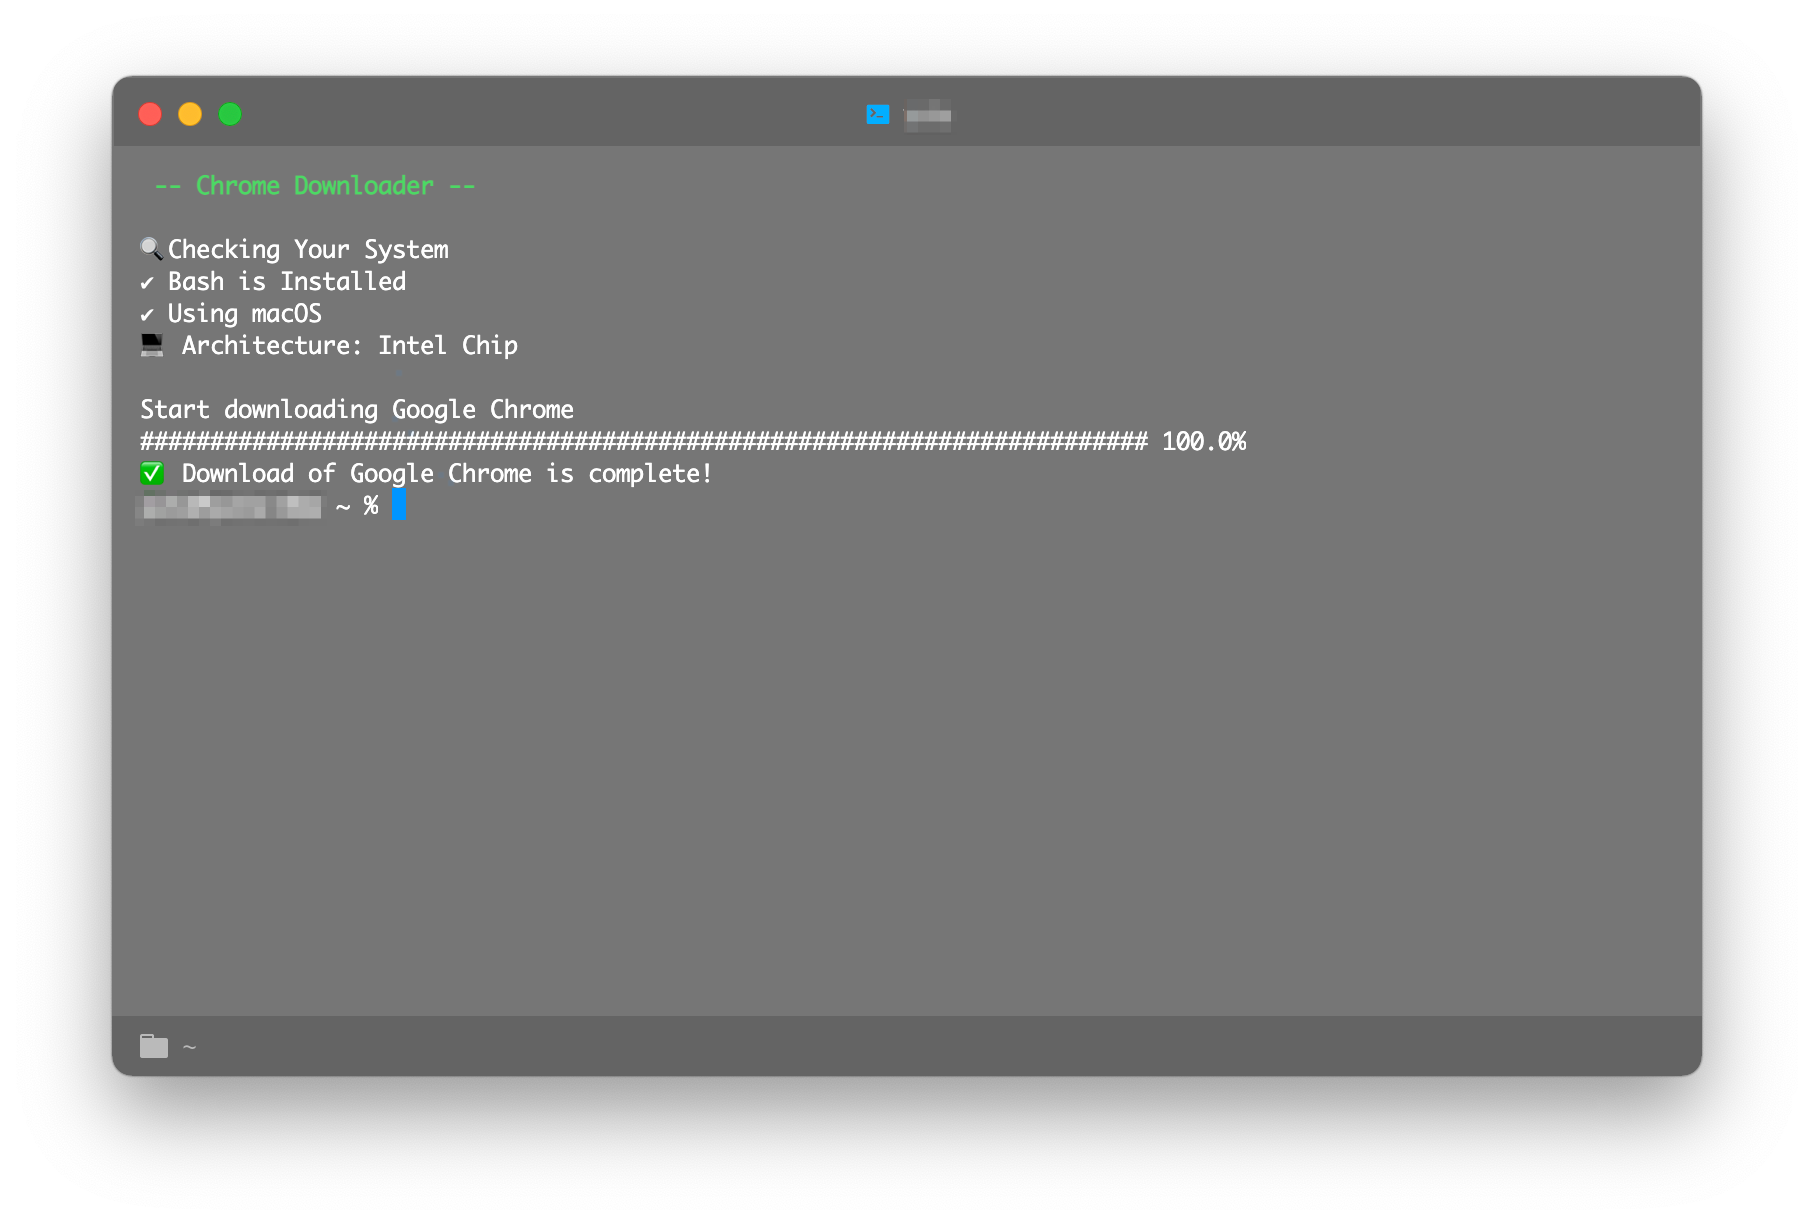 -- Chrome Downloader --
🔍Checking Your System
✔ Bash is Installed
✔ Using macOS
💻 Architecture: Intel Chip
Start downloading Google Chrome
######################################################################## 100.0%
✅ Download of Google Chrome is complete!
~ %
~